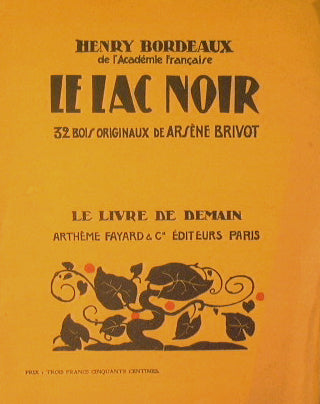 HENRY BORDEAUX
de l'Académie Française
LE LAC NOIR
32 BOIS ORIGINAUX DE ARSÈNE BRIVOT
LE LIVRE DE DEMAIN
ARTHÈME FAYARD & Cie ÉDITEURS PARIS
PRIX : TROIS FRANCS CINQUANTE CENTIMES.